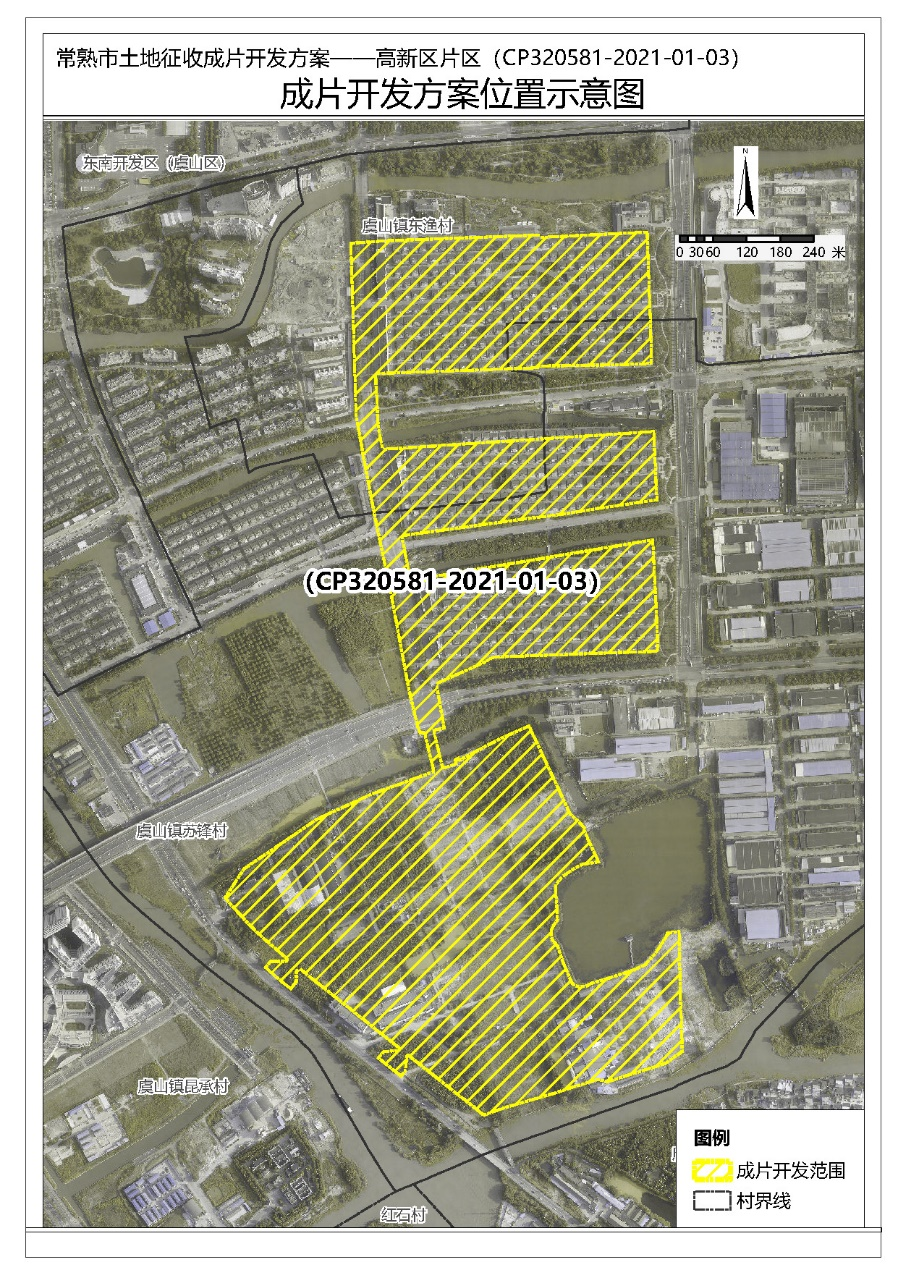 常熟市土地征收成片开发方案——高新区片区（CP320581-2021-01-03）
成片开发方案位置示意图
东南开发区（虞山区）
N
虞山镇东渔村
0 30 60 120 180 240 米
(CP320581-2021-01-03)
虞山镇苏锋村
虞山镇昆承村
红石村
图例
成片开发范围
村界线